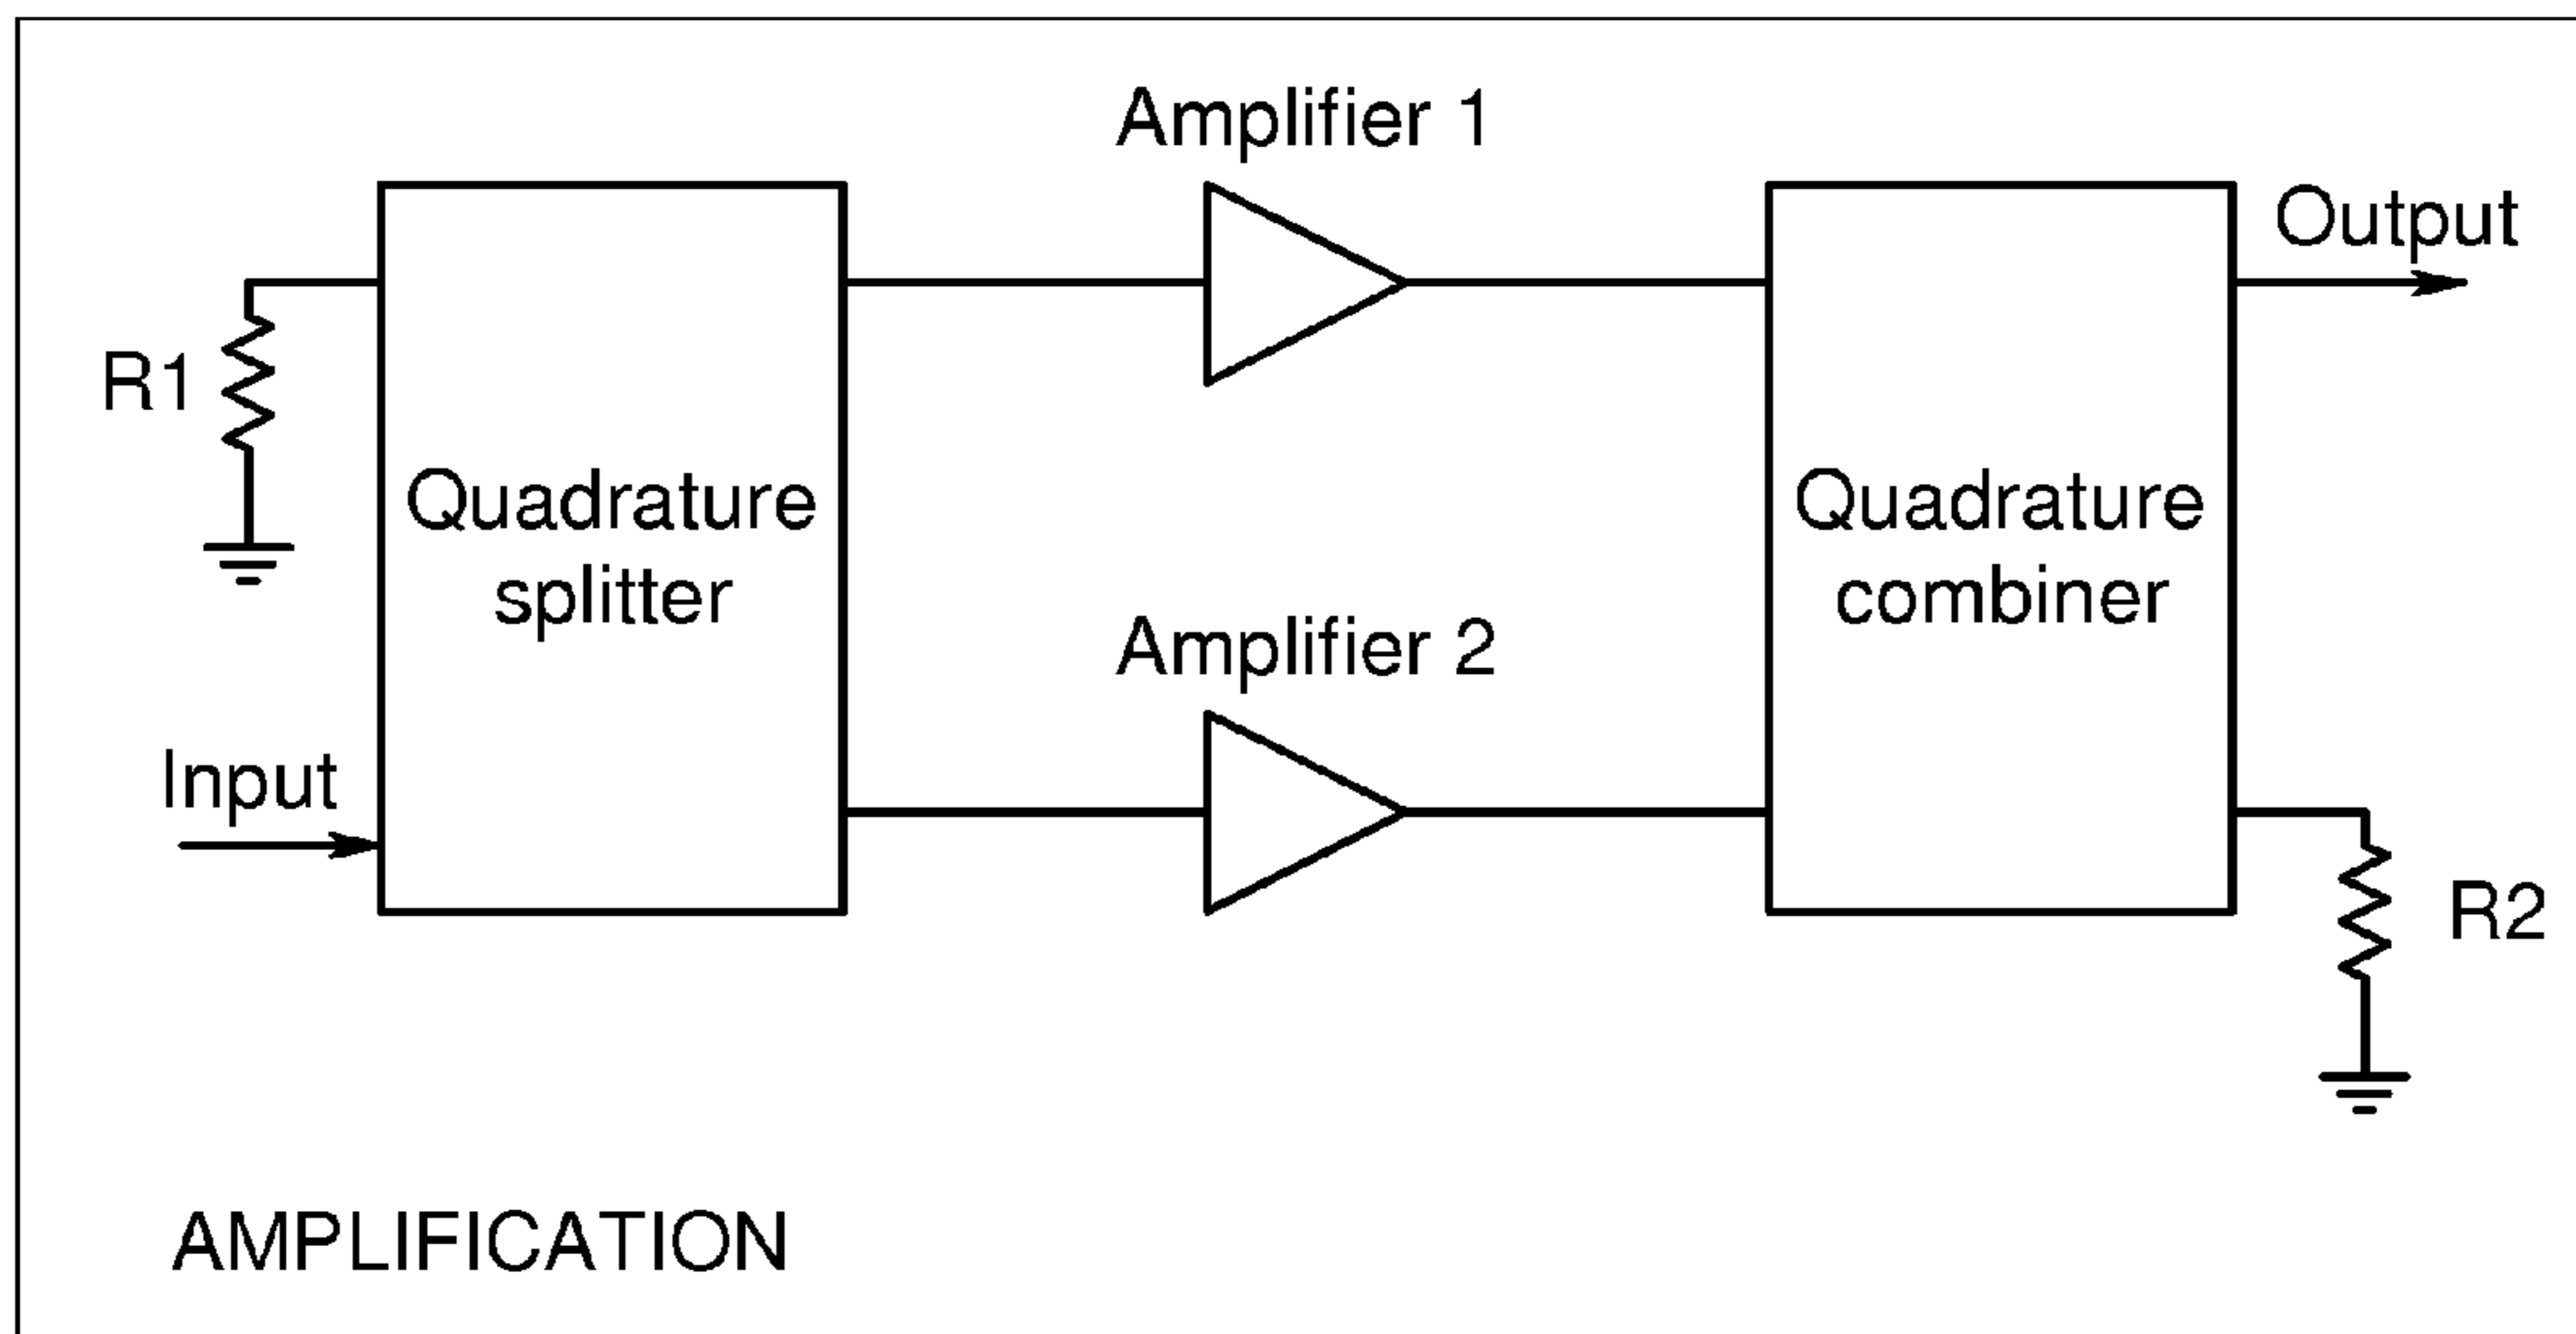 Amplifier 1
Output
R1
Quadrature
splitter
Quadrature
combiner
Amplifier 2
Input
R2
AMPLIFICATION